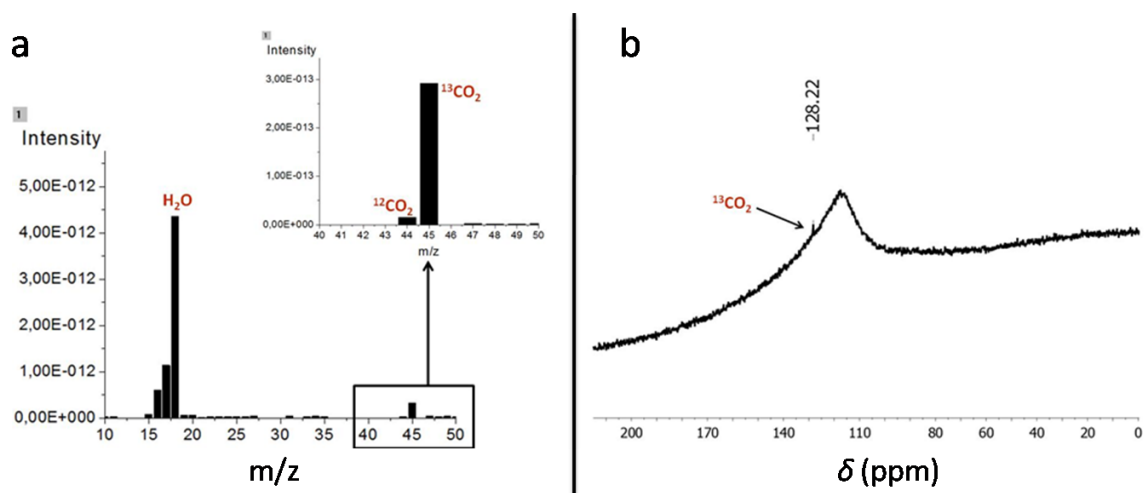 a
1
Intensity
5,00E-012
4,00E-012
3,00E-012
2,00E-012
1,00E-012
0,00E+000
H₂O
10 15 20 25 30 35 40 45 50
m/z
1
Intensity
3,00E-013
2,00E-013
1,00E-013
0,00E+000
¹³CO₂
¹²CO₂
40 41 42 43 44 45 46 47 48 49 50
m/z
b
-128.22
¹³CO₂
200 170 140 110 80 60 40 20 0
δ (ppm)